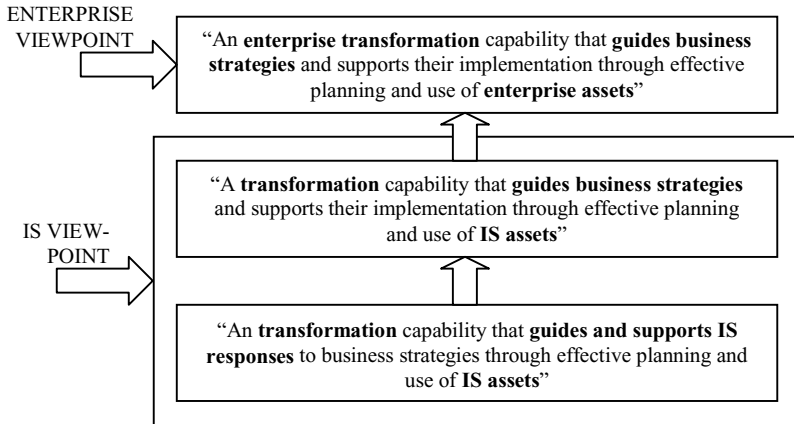 ENTERPRISE
VIEWPOINT
“An enterprise transformation capability that guides business
strategies and supports their implementation through effective
planning and use of enterprise assets”
“A transformation capability that guides business strategies
and supports their implementation through effective planning
and use of IS assets”
IS VIEW-
POINT
“An transformation capability that guides and supports IS
responses to business strategies through effective planning and
use of IS assets”